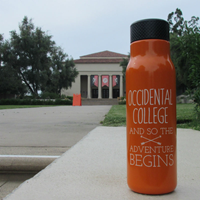 OCCIDENTAL
COLLEGE
AND SO THE
ADVENTURE
BEGINS